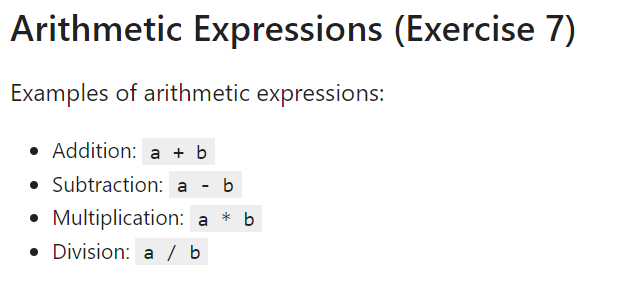 Arithmetic Expressions (Exercise 7)
Examples of arithmetic expressions:
• Addition: a + b
• Subtraction: a - b
• Multiplication: a * b
• Division: a / b